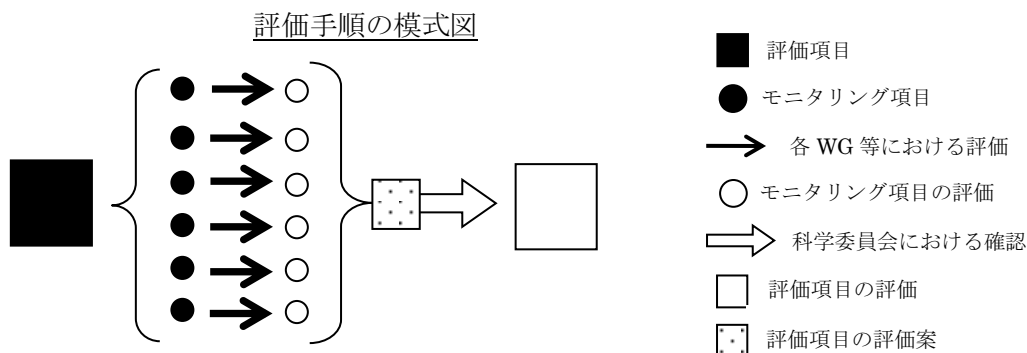 評価手順の模式図
評価項目
モニタリング項目
各 WG 等における評価
モニタリング項目の評価
科学委員会における確認
評価項目の評価
評価項目の評価案